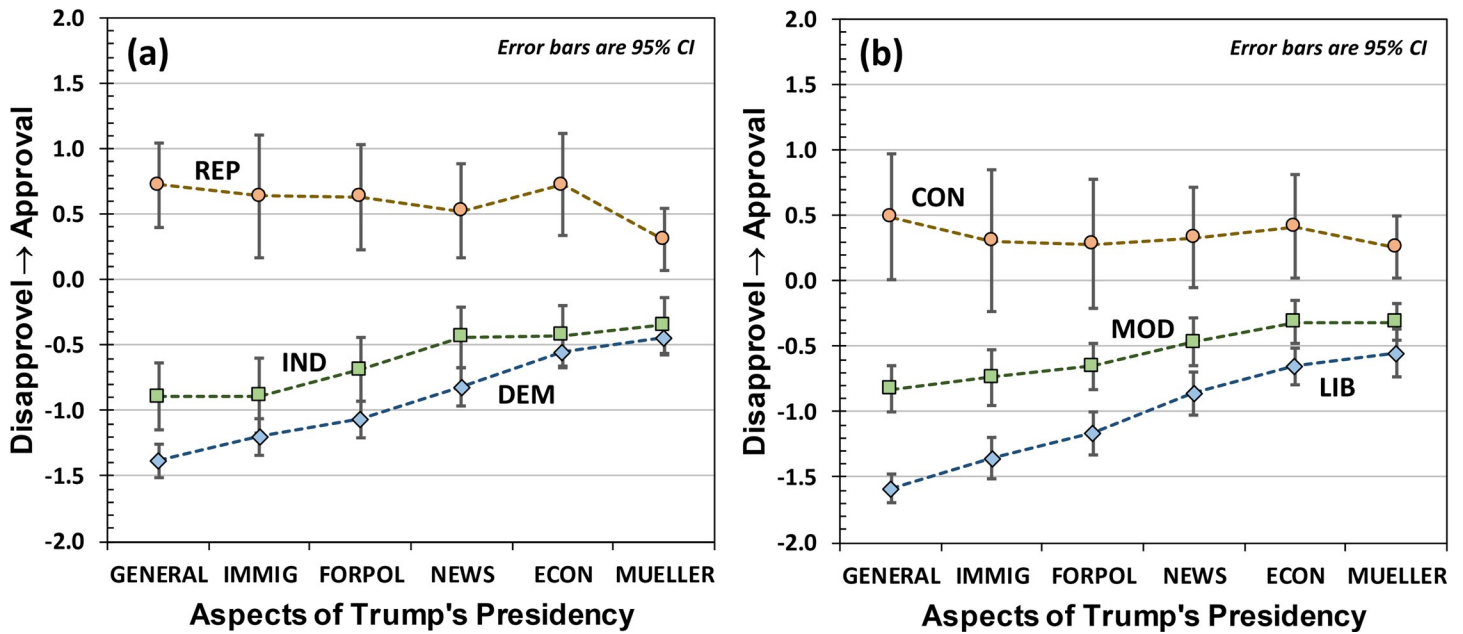 (a)
Error bars are 95% CI
Disapprovel → Approval
2.0
1.5
1.0
0.5
0.0
-0.5
-1.0
-1.5
-2.0
REP
IND
DEM
GENERAL IMMIG FORPOL NEWS ECON MUELLER
Aspects of Trump's Presidency
(b)
Error bars are 95% CI
Disapprovel → Approval
2.0
1.5
1.0
0.5
0.0
-0.5
-1.0
-1.5
-2.0
CON
MOD
LIB
GENERAL IMMIG FORPOL NEWS ECON MUELLER
Aspects of Trump's Presidency